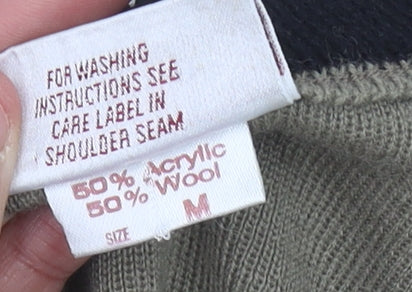 FOR WASHING
INSTRUCTIONS SEE
CARE LABEL IN
SHOULDER SEAM
50% Acrylic
50% Wool
SIZE M